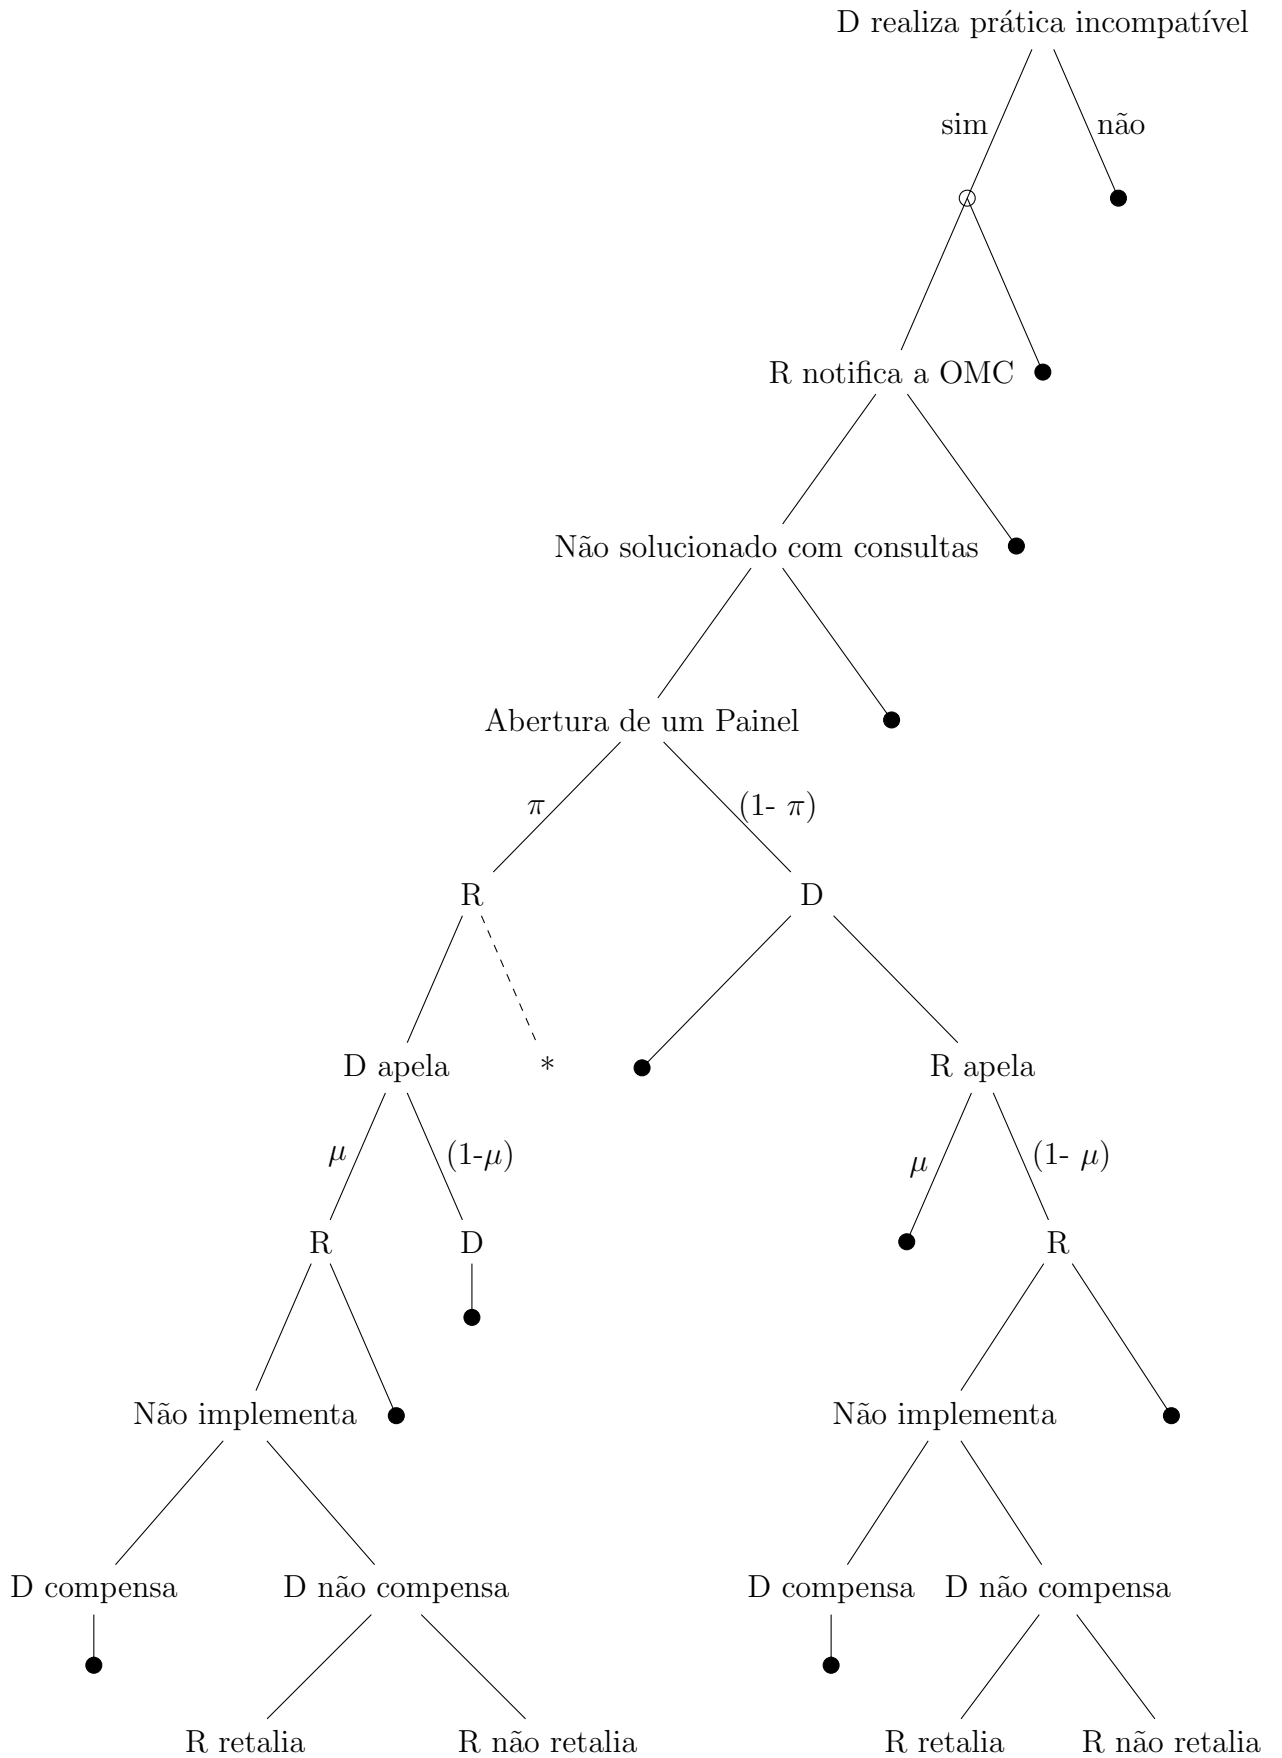 D realiza prática incompatível
sim
não
R notifica a OMC
Não solucionado com consultas
Abertura de um Painel
π
(1- π)
R
D
D apela
*
R apela
μ
(1-μ)
μ
(1- μ)
R
D
R
Não implementa
Não implementa
D compensa
D não compensa
D compensa
D não compensa
R retalia
R não retalia
R retalia
R não retalia